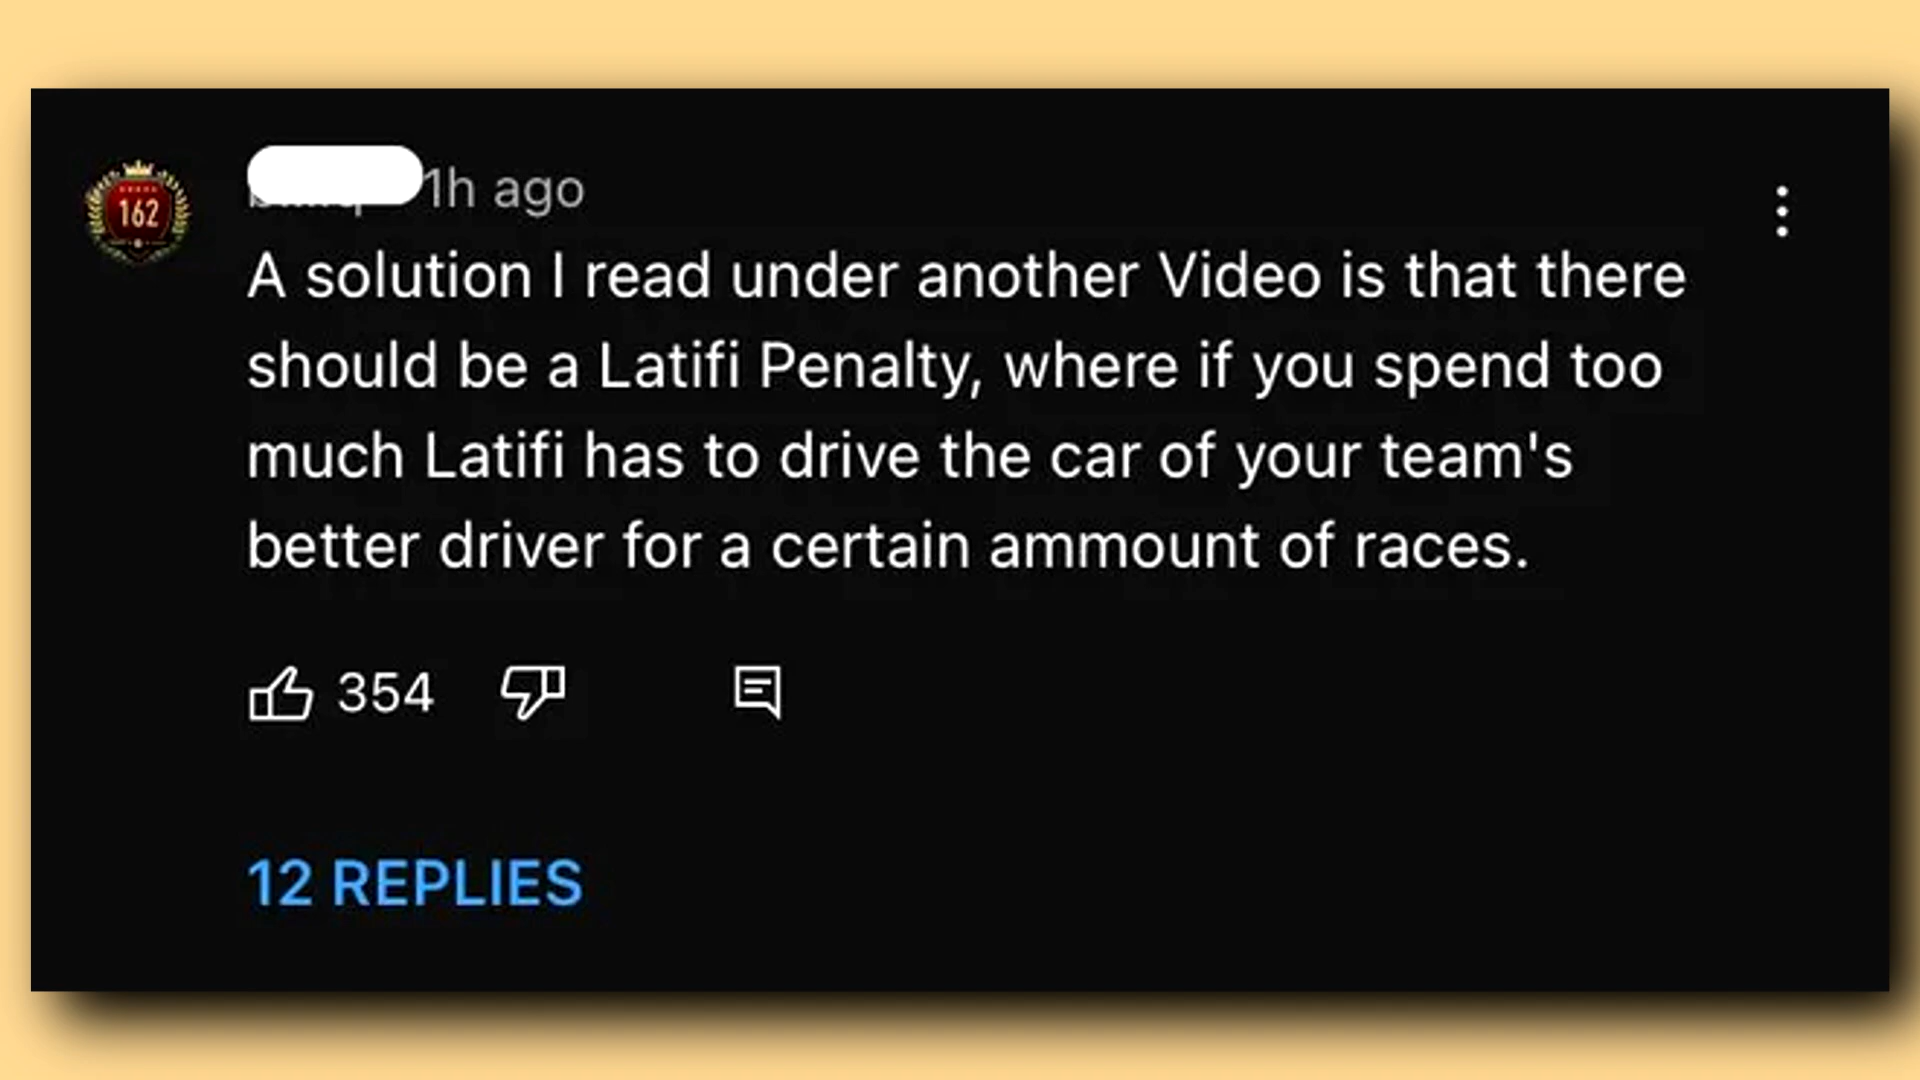 162
1h ago
A solution I read under another Video is that there
should be a Latifi Penalty, where if you spend too
much Latifi has to drive the car of your team's
better driver for a certain ammount of races.
354
12 REPLIES